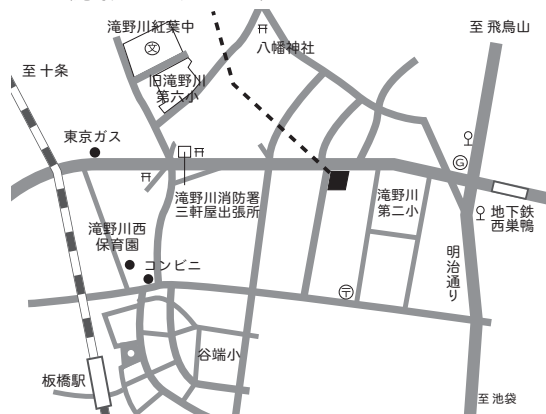 滝野川紅葉中
文
八幡神社
至 飛鳥山
至 十条
旧滝野川
第六小
東京ガス
G
滝野川消防署
三軒屋出張所
滝野川
第二小
地下鉄
西巣鴨
滝野川西
保育園
コンビニ
明治通り
〒
谷端小
板橋駅
至 池袋